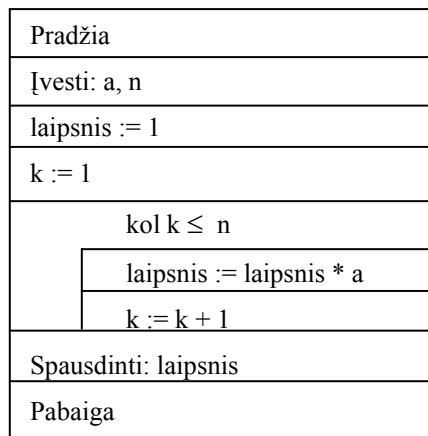 Pradžia
Įvesti: a, n
laipsnis := 1
k := 1
kol k ≤ n
laipsnis := laipsnis * a
k := k + 1
Spausdinti: laipsnis
Pabaiga